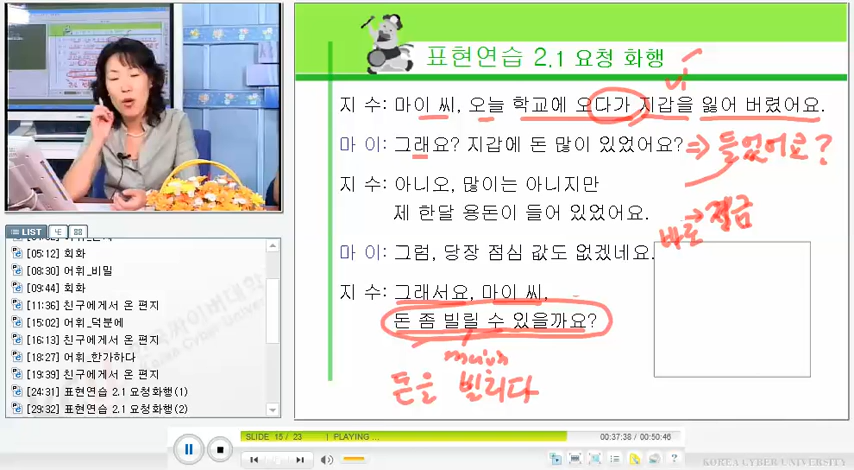 표현연습 2.1 요청 화행
지 수: 마이 씨, 오늘 학교에 오다가 지갑을 잃어 버렸어요.
마 이: 그래요? 지갑에 돈 많이 있었어요?
⇒ 들었어요?
지 수: 아니오, 많이는 아니지만
제 한달 용돈이 들어 있었어요.
바로 → 지금
마 이: 그럼, 당장 점심 값도 없겠네요.
지 수: 그래서요, 마이 씨,
돈 좀 빌릴 수 있을까요?
돈을 빌리다
LIST
[05:12] 회화
[08:30] 어휘_비밀
[09:44] 회화
[11:36] 친구에게서 온 편지
[15:02] 어휘_덕분에
[16:13] 친구에게서 온 편지
[18:27] 어휘_한가하다
[19:39] 친구에게서 온 편지
[24:31] 표현연습 2.1 요청화행(1)
[29:32] 표현연습 2.1 요청화행(2)
SLIDE 15 / 23 PLAYING ...
00:37:38 / 00:50:46
KOREA CYBER UNIVERSITY